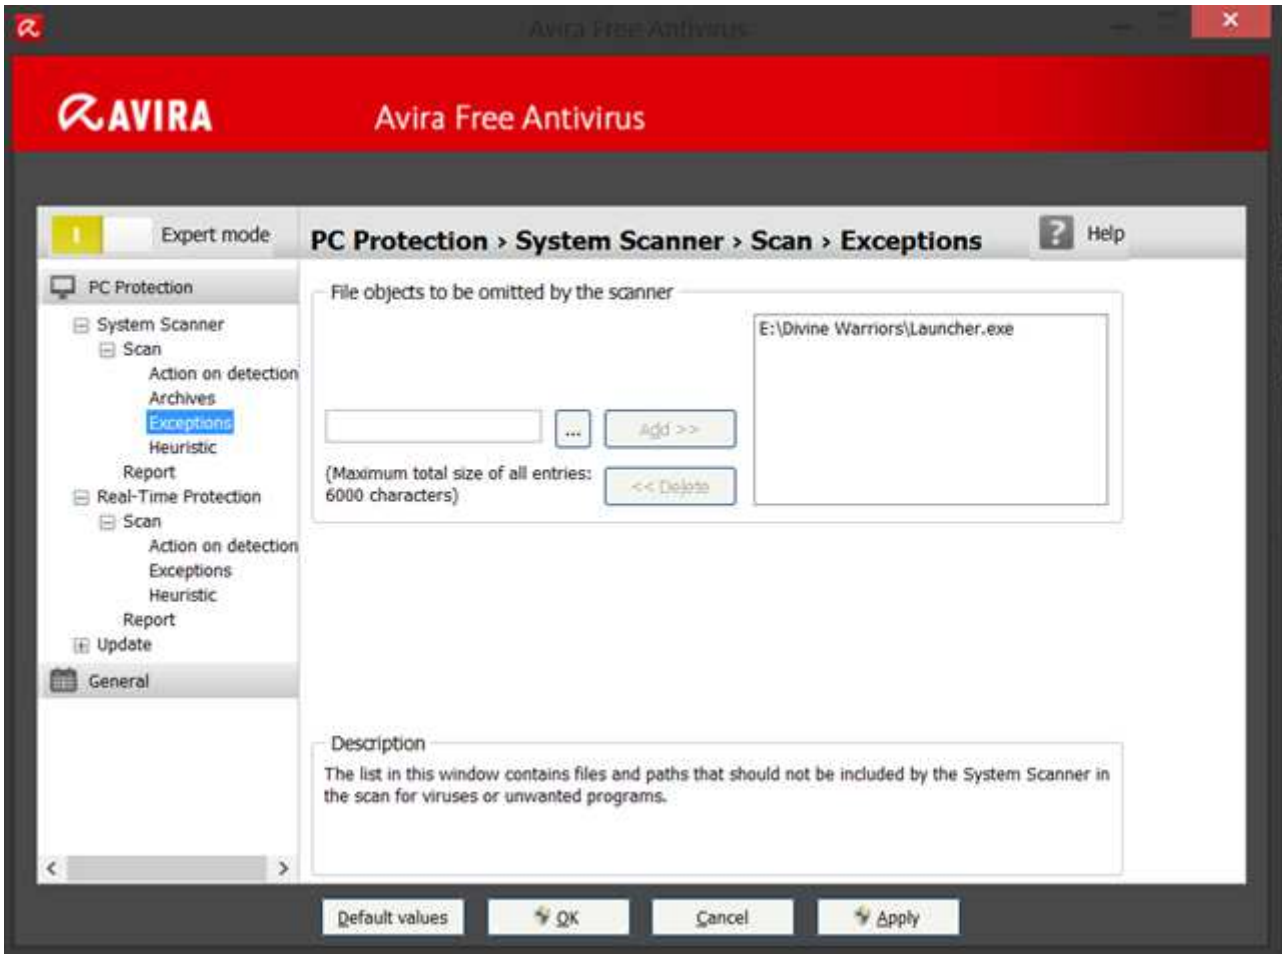 Avira Free Antivirus
AVIRA
Avira Free Antivirus
Expert mode
PC Protection › System Scanner › Scan › Exceptions
? Help
PC Protection
System Scanner
Scan
Action on detection
Archives
Exceptions
Heuristic
Report
Real-Time Protection
Scan
Action on detection
Exceptions
Heuristic
Report
Update
General
File objects to be omitted by the scanner
E:\Divine Warriors\Launcher.exe
...
Add >>
(Maximum total size of all entries:
6000 characters)
<< Delete
Description
The list in this window contains files and paths that should not be included by the System Scanner in
the scan for viruses or unwanted programs.
Default values
OK
Cancel
Apply